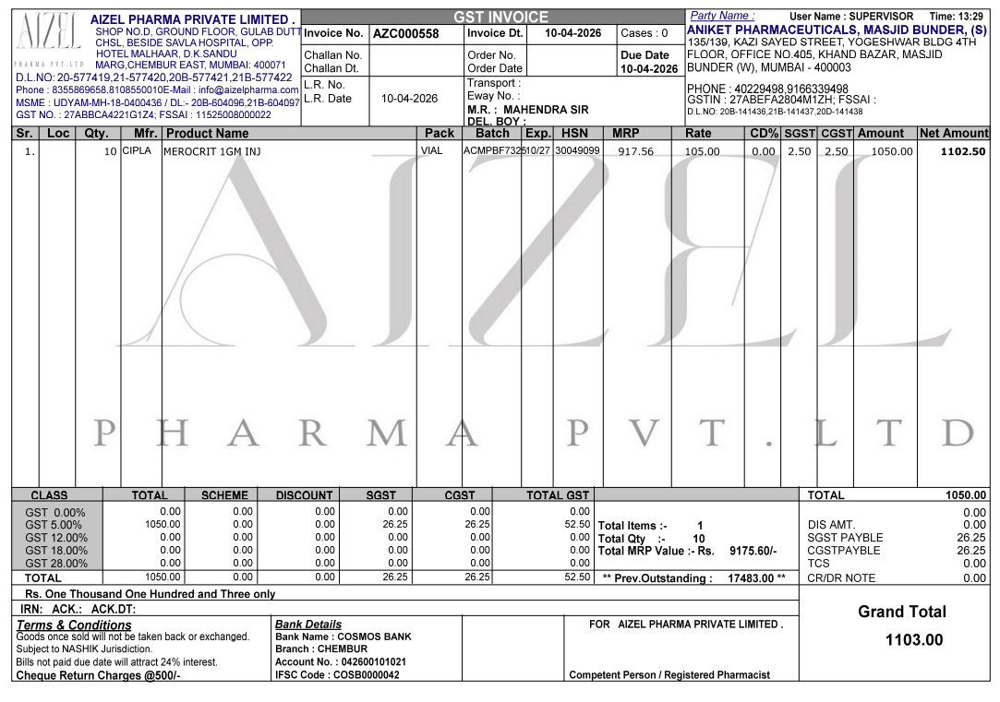 AIZEL
PHARMA PVT.LTD
AIZEL PHARMA PRIVATE LIMITED .
SHOP NO.D, GROUND FLOOR, GULAB DUTT
CHSL, BESIDE SAVLA HOSPITAL, OPP.
HOTEL MALHAAR, D.K.SANDU
MARG,CHEMBUR EAST, MUMBAI: 400071
D.L.NO: 20-577419,21-577420,20B-577421,21B-577422
Phone : 8355869658,8108550010E-Mail : info@aizelpharma.com
MSME : UDYAM-MH-18-0400436 / DL:- 20B-604096,21B-604097
GST NO. : 27ABBCA4221G1Z4; FSSAI : 11525008000022
GST INVOICE
Invoice No. AZC000558 Invoice Dt. 10-04-2026 Cases : 0
Challan No. Order No. Due Date
Challan Dt. Order Date 10-04-2026
L.R. No. Transport :
L.R. Date 10-04-2026 Eway No. :
M.R. : MAHENDRA SIR
DEL. BOY :
Party Name : User Name : SUPERVISOR Time: 13:29
ANIKET PHARMACEUTICALS, MASJID BUNDER, (S)
135/139, KAZI SAYED STREET, YOGESHWAR BLDG 4TH
FLOOR, OFFICE NO.405, KHAND BAZAR, MASJID
BUNDER (W), MUMBAI - 400003
PHONE : 40229498,9166339498
GSTIN : 27ABEFA2804M1ZH; FSSAI :
D.L.NO: 20B-141436,21B-141437,20D-141438
Sr. Loc Qty. Mfr. Product Name Pack Batch Exp. HSN MRP Rate CD% SGST CGST Amount Net Amount
1. 10 CIPLA MEROCRIT 1GM INJ VIAL ACMPBF732 10/27 30049099 917.56 105.00 0.00 2.50 2.50 1050.00 1102.50
AIZEL
PHARMA PVT.LTD
CLASS TOTAL SCHEME DISCOUNT SGST CGST TOTAL GST
GST 0.00% 0.00 0.00 0.00 0.00 0.00 0.00
GST 5.00% 1050.00 0.00 0.00 26.25 26.25 52.50
GST 12.00% 0.00 0.00 0.00 0.00 0.00 0.00
GST 18.00% 0.00 0.00 0.00 0.00 0.00 0.00
GST 28.00% 0.00 0.00 0.00 0.00 0.00 0.00
TOTAL 1050.00 0.00 0.00 26.25 26.25 52.50
Total Items :- 1
Total Qty :- 10
Total MRP Value :- Rs. 9175.60/-
** Prev.Outstanding : 17483.00 **
TOTAL 1050.00
0.00
DIS AMT. 0.00
SGST PAYBLE 26.25
CGSTPAYBLE 26.25
TCS 0.00
CR/DR NOTE 0.00
Rs. One Thousand One Hundred and Three only
IRN: ACK.: ACK.DT:
Grand Total
1103.00
Terms & Conditions
Goods once sold will not be taken back or exchanged.
Subject to NASHIK Jurisdiction.
Bills not paid due date will attract 24% interest.
Cheque Return Charges @500/-
Bank Details
Bank Name : COSMOS BANK
Branch : CHEMBUR
Account No. : 042600101021
IFSC Code : COSB0000042
FOR AIZEL PHARMA PRIVATE LIMITED .
Competent Person / Registered Pharmacist